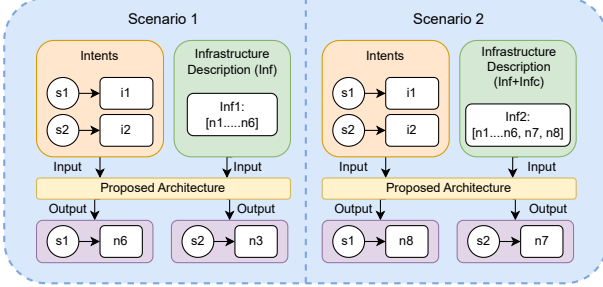 Scenario 1
Intents
s1
i1
s2
i2
Infrastructure
Description (Inf)
Inf1:
[n1.....n6]
Input
Input
Proposed Architecture
Output
Output
s1
n6
s2
n3
Scenario 2
Intents
s1
i1
s2
i2
Infrastructure
Description
(Inf+Infc)
Inf2:
[n1....n6, n7, n8]
Input
Input
Proposed Architecture
Output
Output
s1
n8
s2
n7